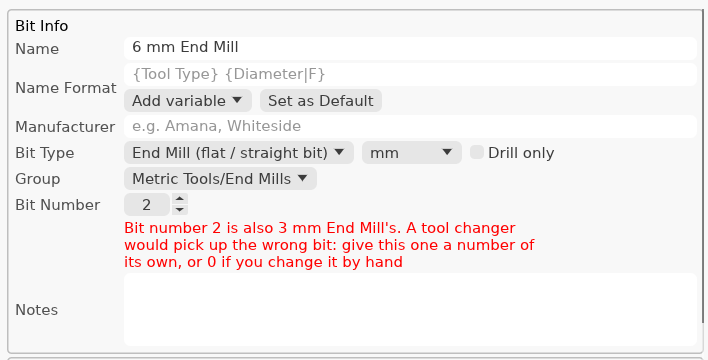 Bit Info
Name
6 mm End Mill
Name Format
{Tool Type} {Diameter|F}
Add variable
Set as Default
Manufacturer
e.g. Amana, Whiteside
Bit Type
End Mill (flat / straight bit)
mm
Drill only
Group
Metric Tools/End Mills
Bit Number
2
Bit number 2 is also 3 mm End Mill's. A tool changer
would pick up the wrong bit: give this one a number of
its own, or 0 if you change it by hand
Notes